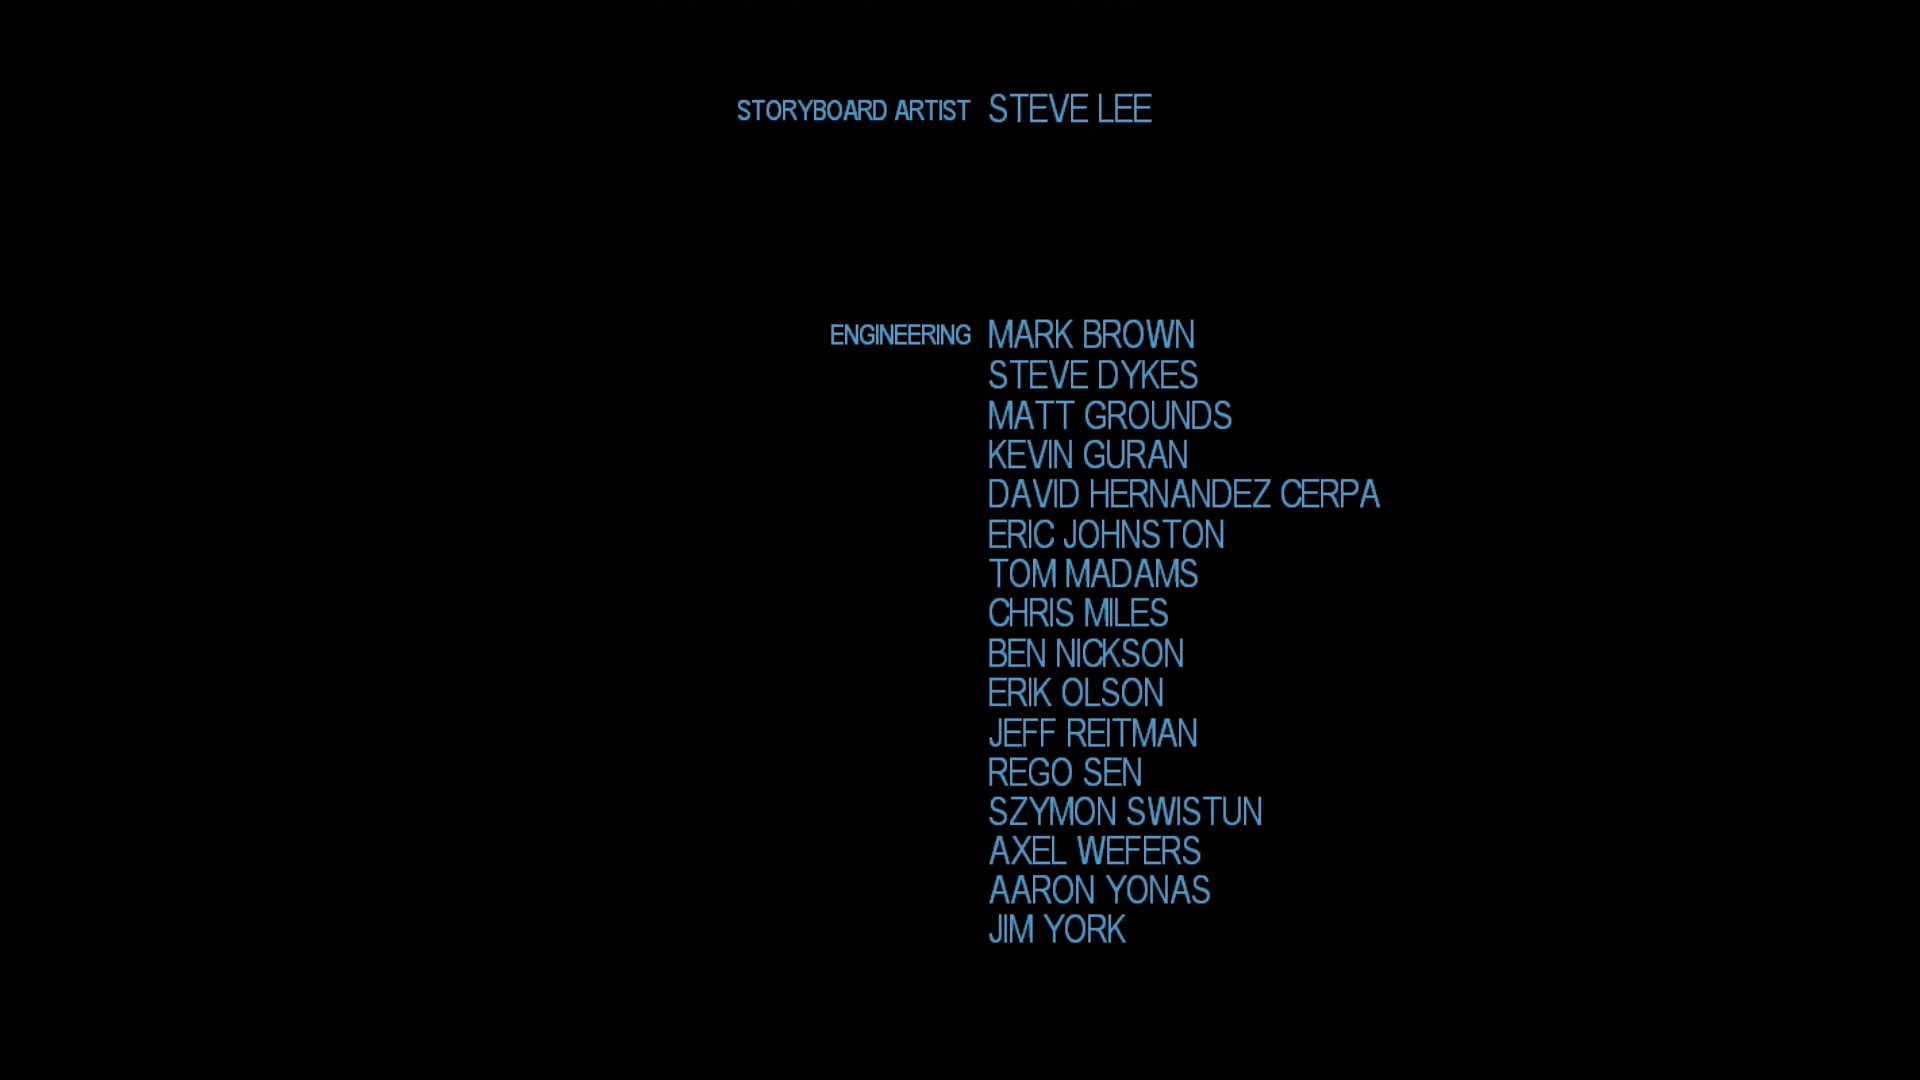 STORYBOARD ARTIST STEVE LEE
ENGINEERING MARK BROWN
STEVE DYKES
MATT GROUNDS
KEVIN GURAN
DAVID HERNANDEZ CERPA
ERIC JOHNSTON
TOM MADAMS
CHRIS MILES
BEN NICKSON
ERIK OLSON
JEFF REITMAN
REGO SEN
SZYMON SWISTUN
AXEL WEFERS
AARON YONAS
JIM YORK